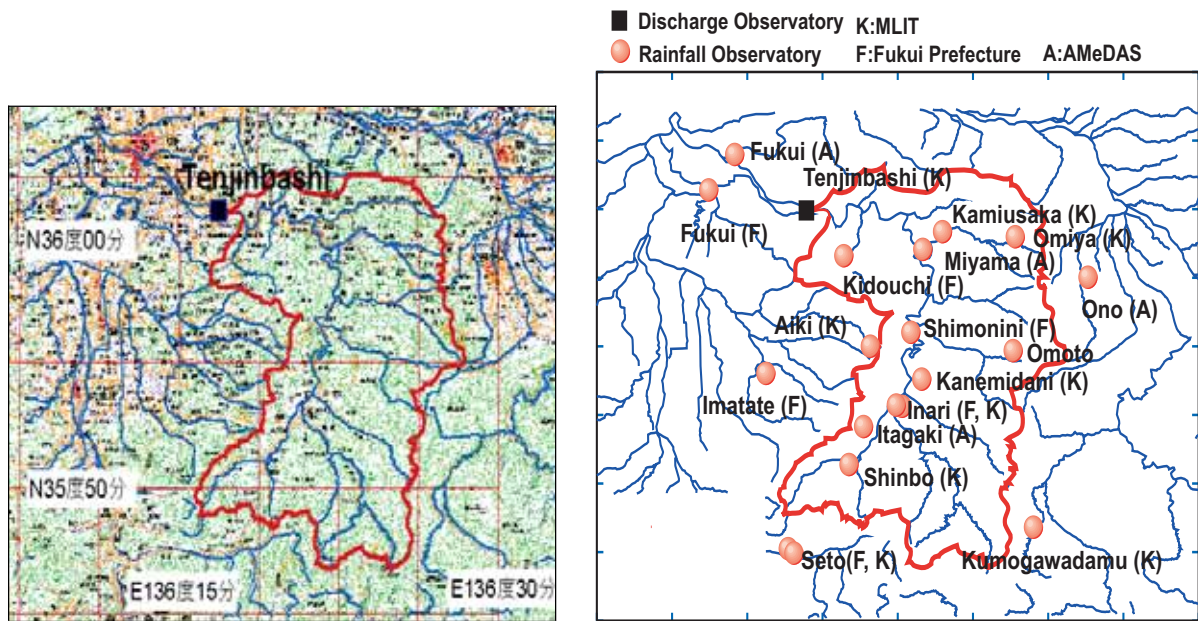 Discharge Observatory K:MLIT
Rainfall Observatory F:Fukui Prefecture A:AMeDAS
Tenjinbashi
N36度00分
N35度50分
E136度15分
E136度30分
Fukui (A)
Tenjinbashi (K)
Fukui (F)
Kamiusaka (K)
Omiya (K)
Miyama (A)
Kidouchi (F)
Ono (A)
Aiki (K)
Shimonini (F)
Omoto
Kanemidani (K)
Imatate (F)
Inari (F, K)
Itagaki (A)
Shinbo (K)
Seto(F, K)
Kumogawadamu (K)